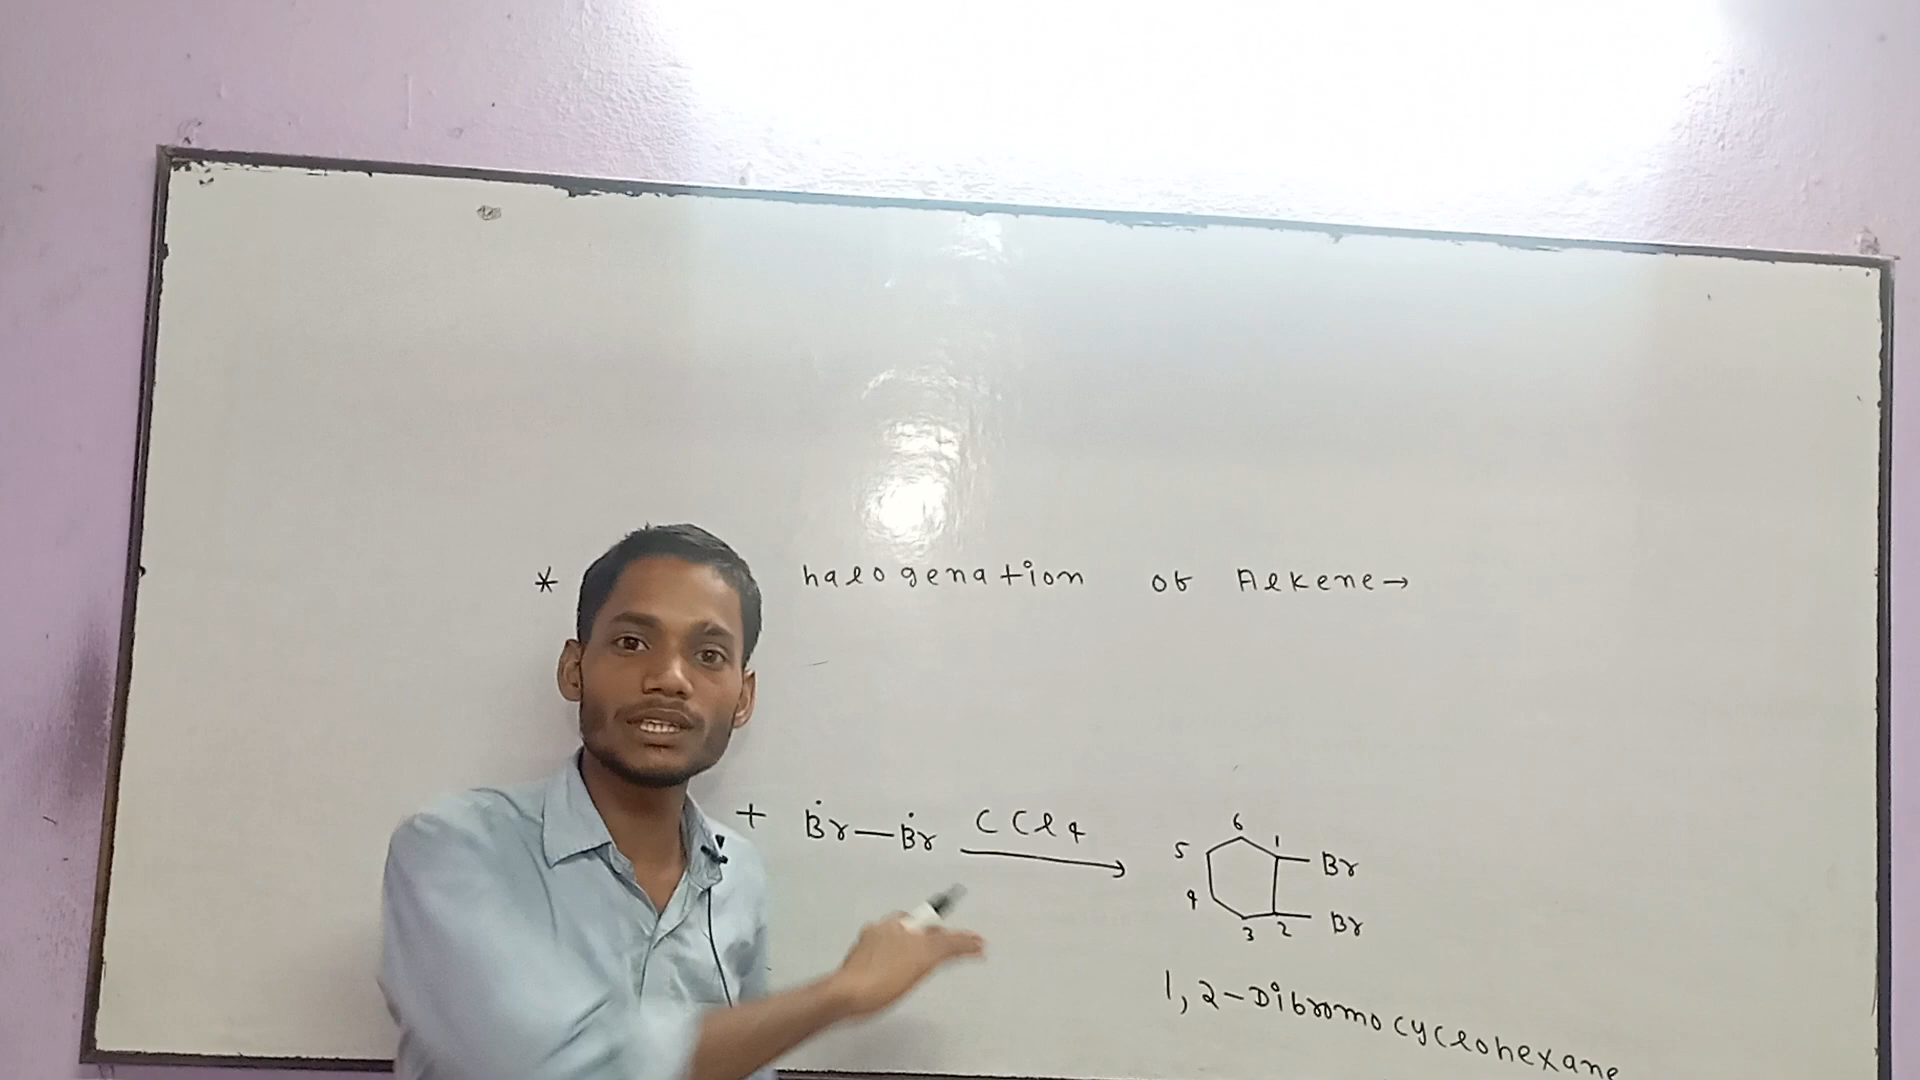 * halogenation of Alkene→
+ Br—Br CCl4
6
5 1 Br
4
3 2 Br
1,2-Dibromocyclohexane